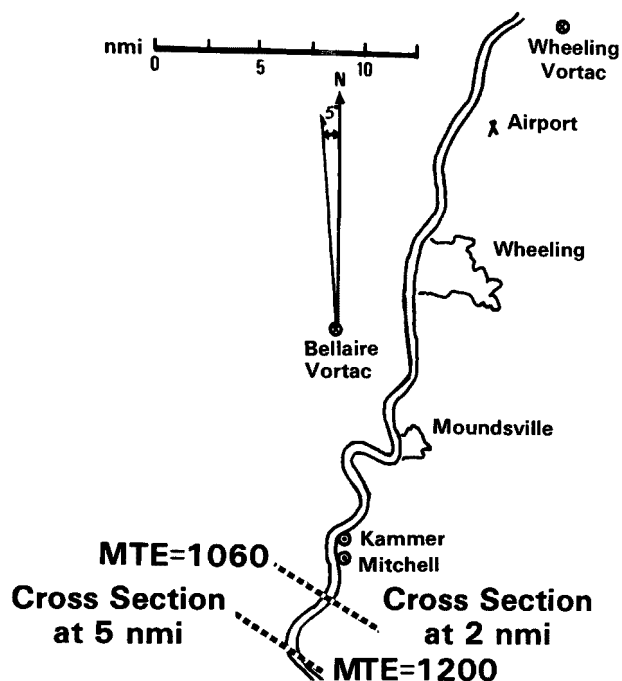 Wheeling
Vortac
nmi
0
5
10
N
5°
Airport
Wheeling
Bellaire
Vortac
Moundsville
Kammer
Mitchell
MTE=1060
Cross Section
at 5 nmi
Cross Section
at 2 nmi
MTE=1200